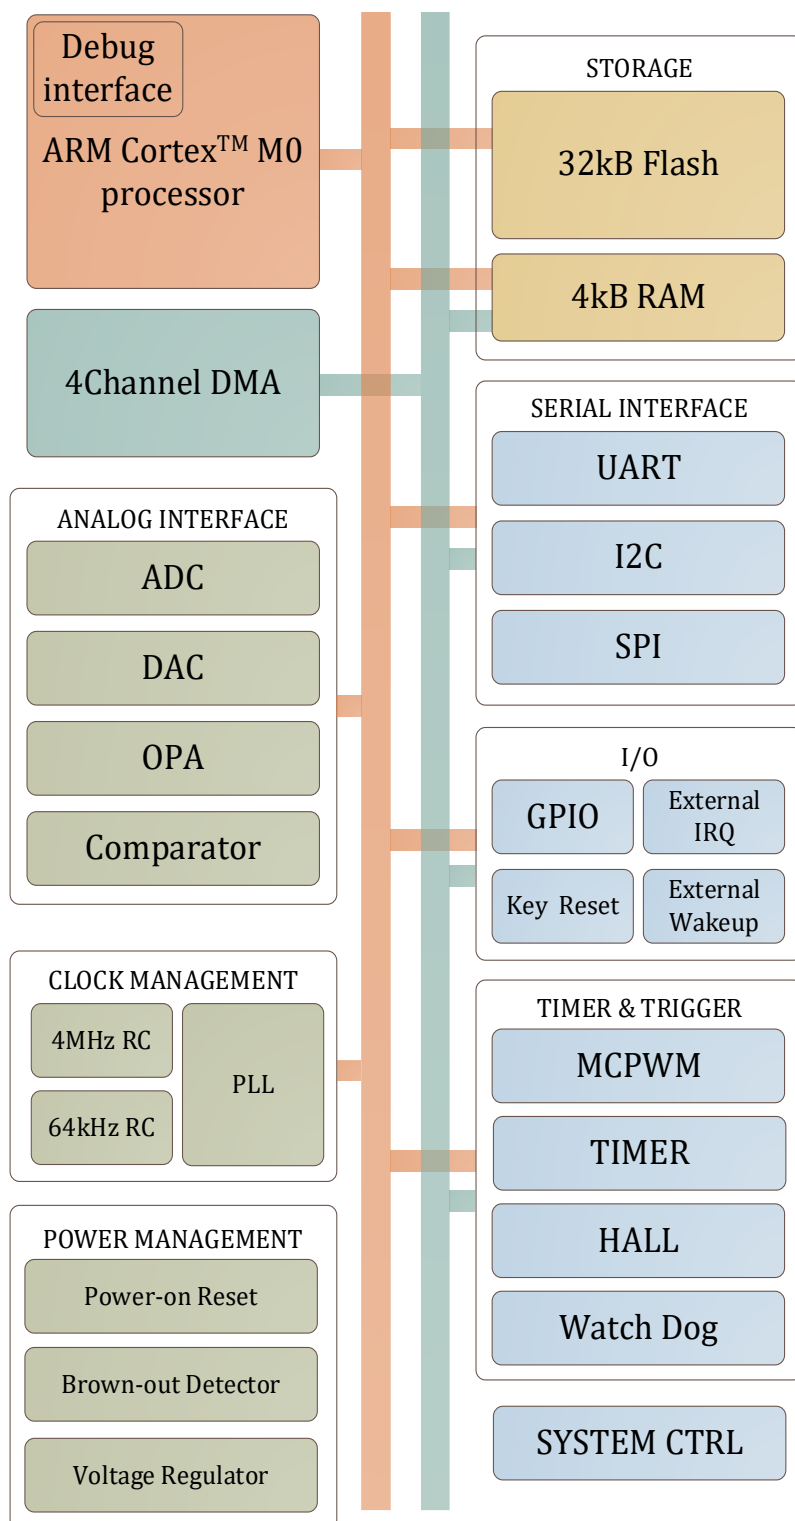 Debug
interface
ARM Cortex™ M0
processor
4Channel DMA
ANALOG INTERFACE
ADC
DAC
OPA
Comparator
CLOCK MANAGEMENT
4MHz RC
64kHz RC
PLL
POWER MANAGEMENT
Power-on Reset
Brown-out Detector
Voltage Regulator
STORAGE
32kB Flash
4kB RAM
SERIAL INTERFACE
UART
I2C
SPI
I/O
GPIO
External
IRQ
Key Reset
External
Wakeup
TIMER & TRIGGER
MCPWM
TIMER
HALL
Watch Dog
SYSTEM CTRL